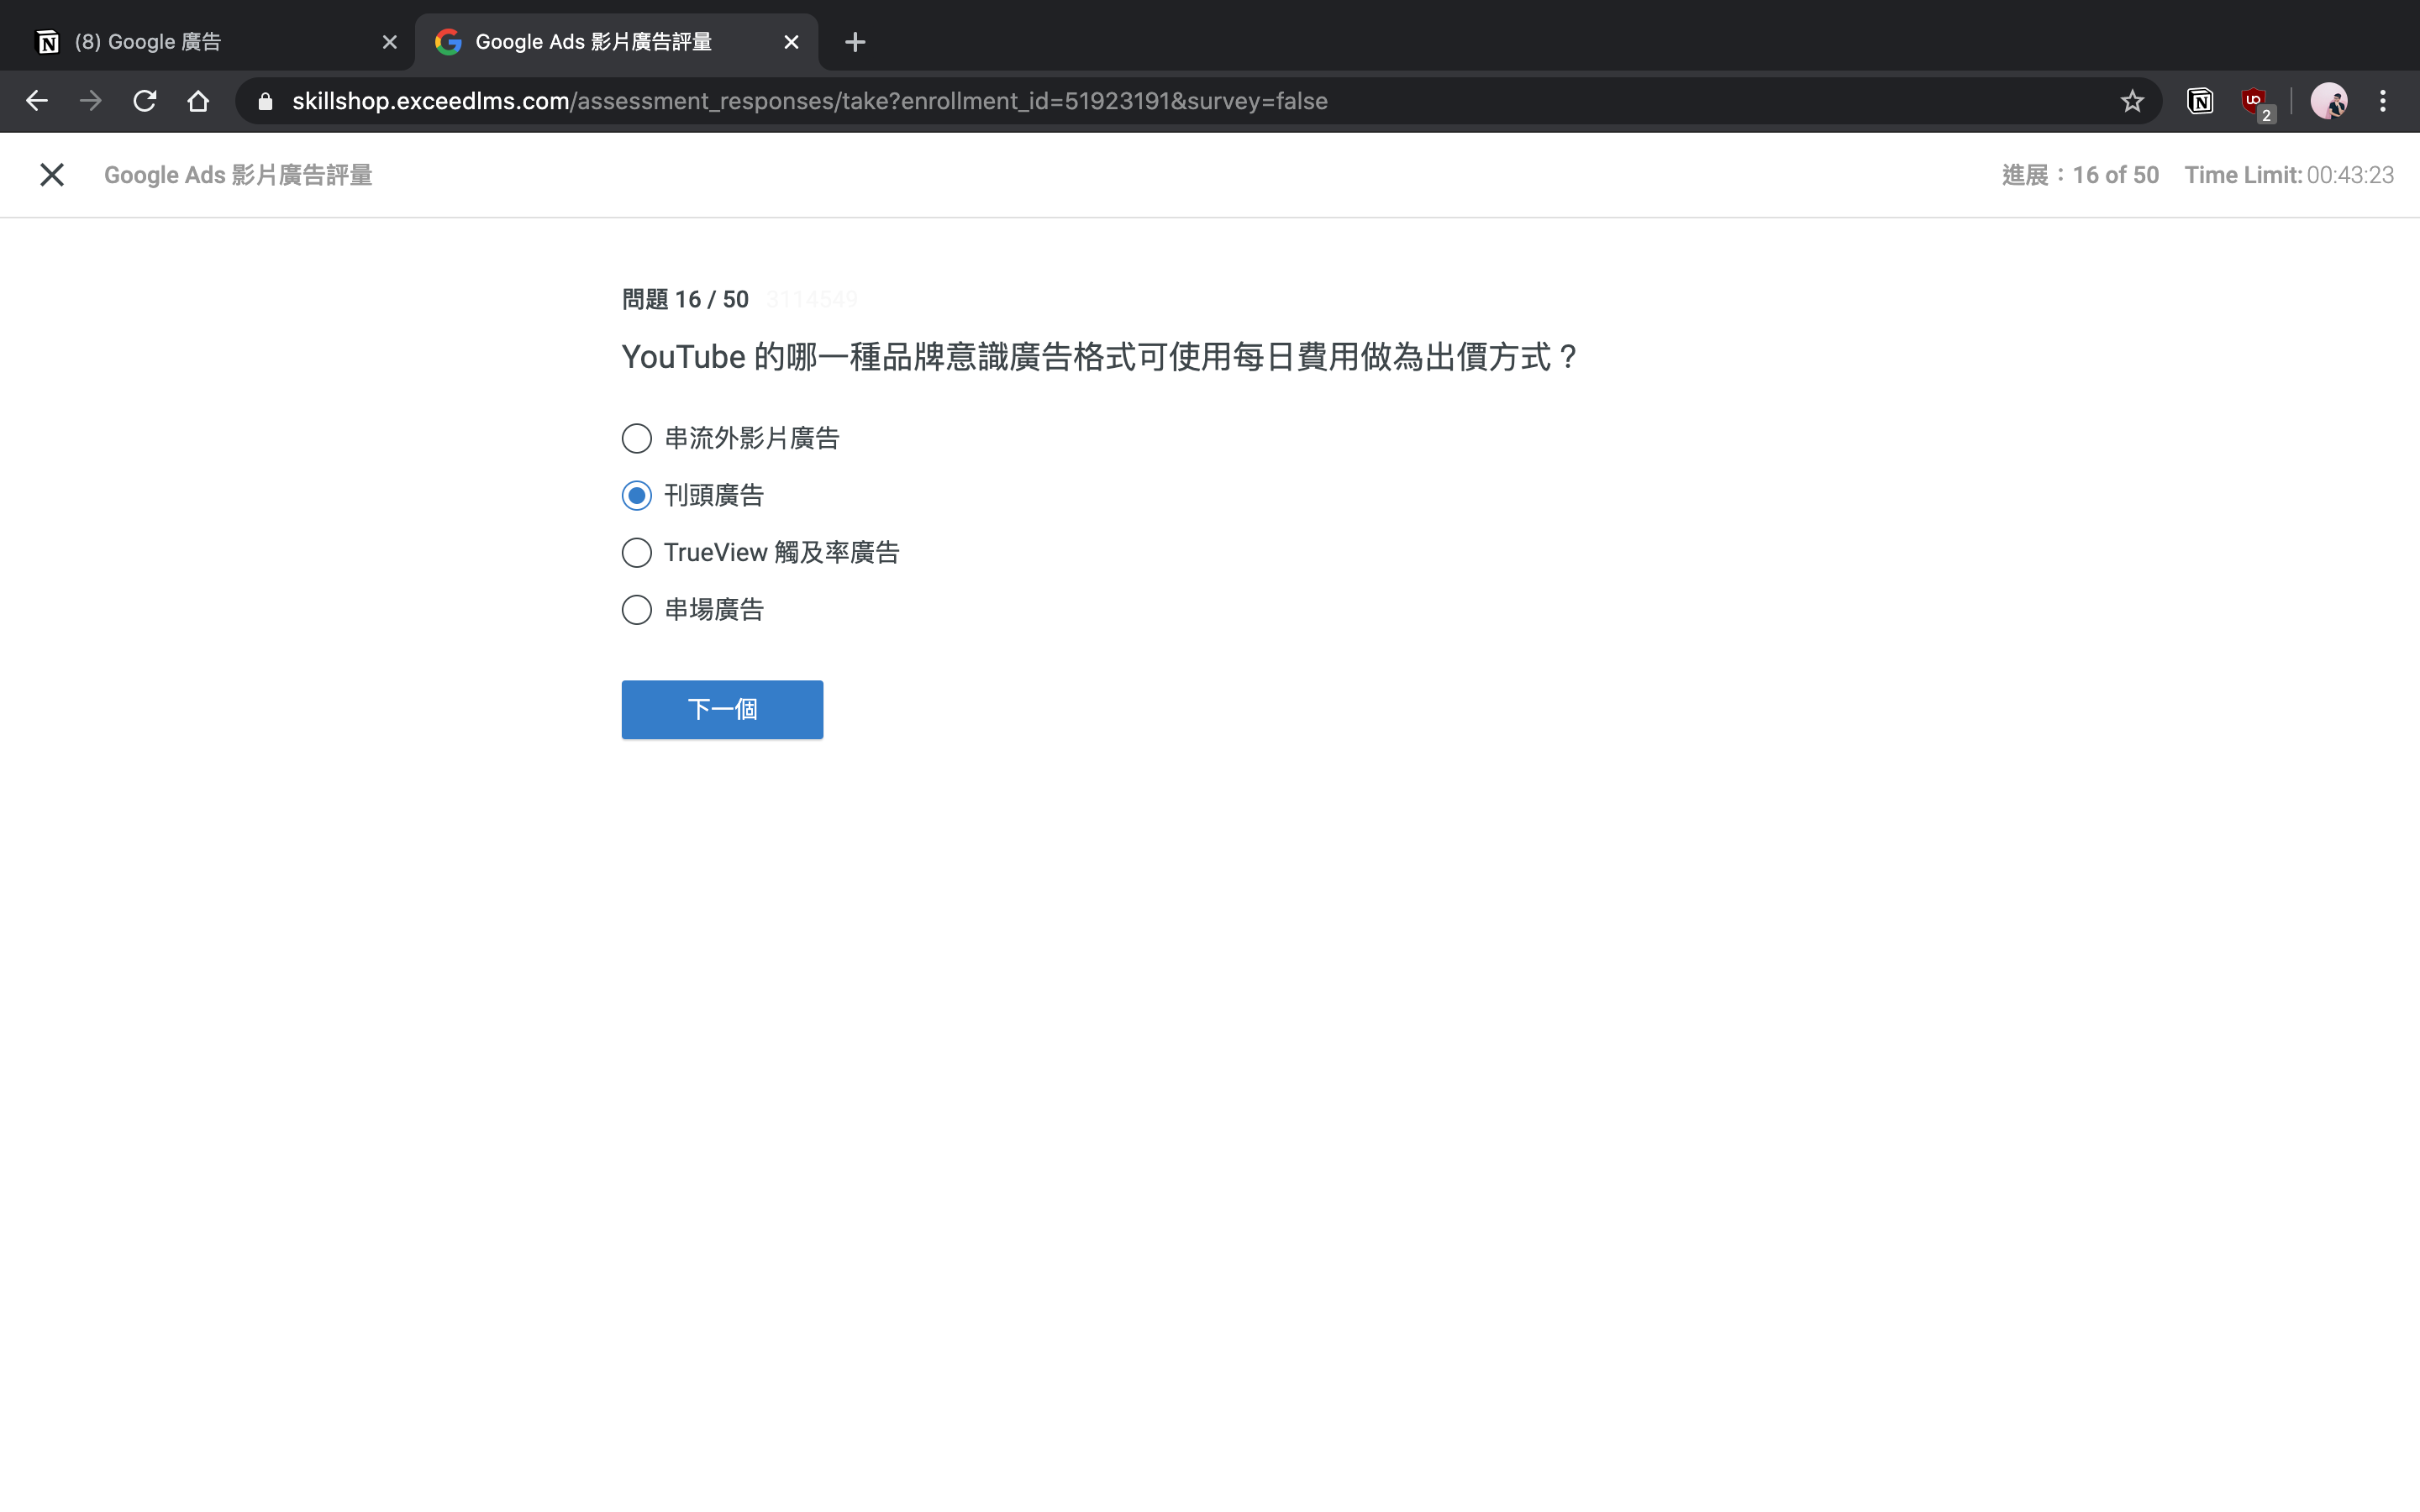 (8) Google 廣告
Google Ads 影片廣告評量
skillshop.exceedlms.com/assessment_responses/take?enrollment_id=51923191&survey=false
2
Google Ads 影片廣告評量
進展：16 of 50 Time Limit: 00:43:23
問題 16 / 50 3114549
YouTube 的哪一種品牌意識廣告格式可使用每日費用做為出價方式？
串流外影片廣告
刊頭廣告
TrueView 觸及率廣告
串場廣告
下一個